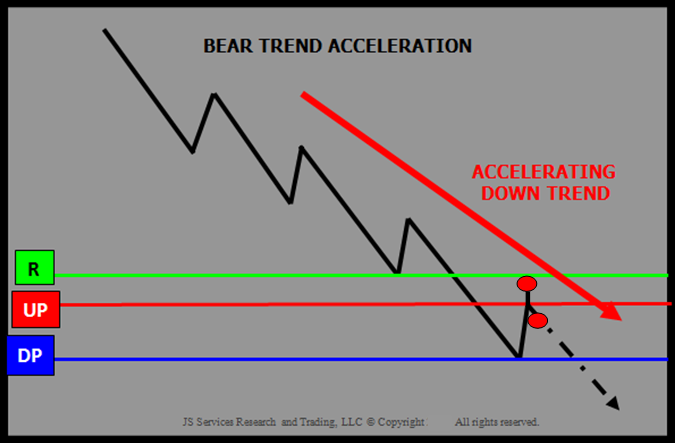 BEAR TREND ACCELERATION
ACCELERATING
DOWN TREND
R
UP
DP
JS Services Research and Trading, LLC © Copyright All rights reserved.